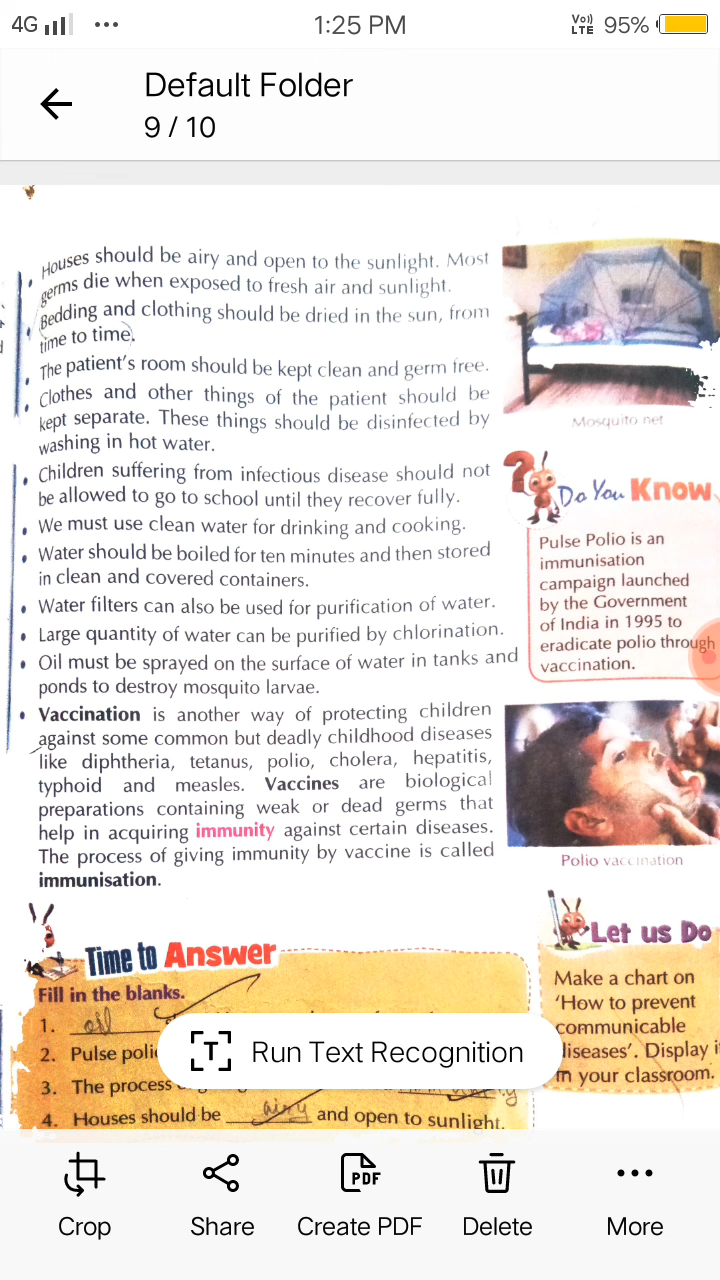 4G
1:25 PM
Vo))
LTE
95%
Default Folder
9 / 10
• Houses should be airy and open to the sunlight. Most
germs die when exposed to fresh air and sunlight.
• Bedding and clothing should be dried in the sun, from
time to time.
• The patient's room should be kept clean and germ free.
• Clothes and other things of the patient should be
kept separate. These things should be disinfected by
washing in hot water.
• Children suffering from infectious disease should not
be allowed to go to school until they recover fully.
• We must use clean water for drinking and cooking.
• Water should be boiled for ten minutes and then stored
in clean and covered containers.
• Water filters can also be used for purification of water.
• Large quantity of water can be purified by chlorination.
• Oil must be sprayed on the surface of water in tanks and
ponds to destroy mosquito larvae.
• Vaccination is another way of protecting children
against some common but deadly childhood diseases
like diphtheria, tetanus, polio, cholera, hepatitis,
typhoid and measles. Vaccines are biological
preparations containing weak or dead germs that
help in acquiring immunity against certain diseases.
The process of giving immunity by vaccine is called
immunisation.
Mosquito net
Do You Know
Pulse Polio is an
immunisation
campaign launched
by the Government
of India in 1995 to
eradicate polio through
vaccination.
Polio vaccination
Time to Answer
Fill in the blanks.
1. oil
2. Pulse poli
3. The process
4. Houses should be airy and open to sunlight.
Let us Do
Make a chart on
'How to prevent
communicable
diseases'. Display i
in your classroom.
T Run Text Recognition
Crop
Share
PDF
Create PDF
Delete
More